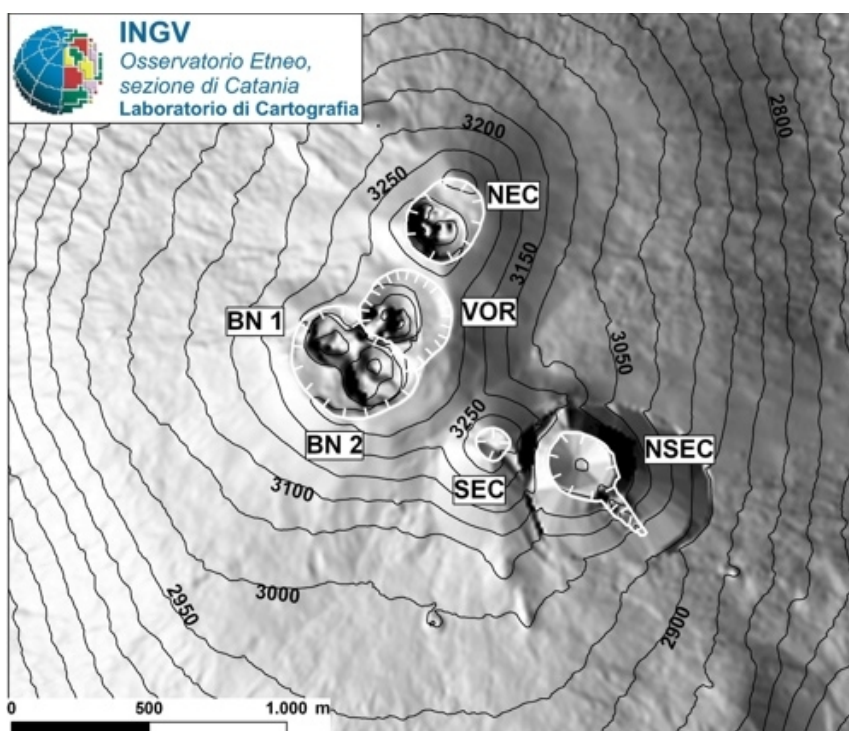 INGV
Osservatorio Etneo,
sezione di Catania
Laboratorio di Cartografia
2800
3200
3250
NEC
3150
BN 1
VOR
3050
BN 2
3250
NSEC
SEC
3100
2950
3000
2900
0 500 1.000 m